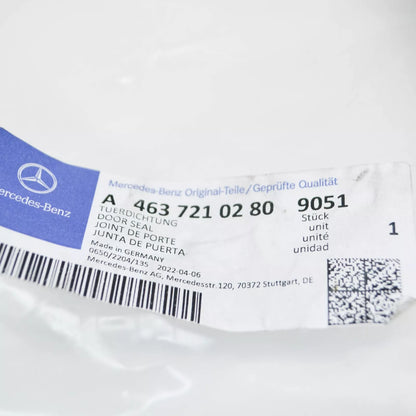 Mercedes-Benz Original-Teile/Geprüfte Qualität
A 463 721 02 80 9051
TUERDICHTUNG
DOOR SEAL
JOINT DE PORTE
JUNTA DE PUERTA
Stück
unit
unité
unidad
1
Made in GERMANY
0650/2204/135 2022-04-06
Mercedes-Benz AG, Mercedesstr.120, 70372 Stuttgart, DE
ercedes-Benz